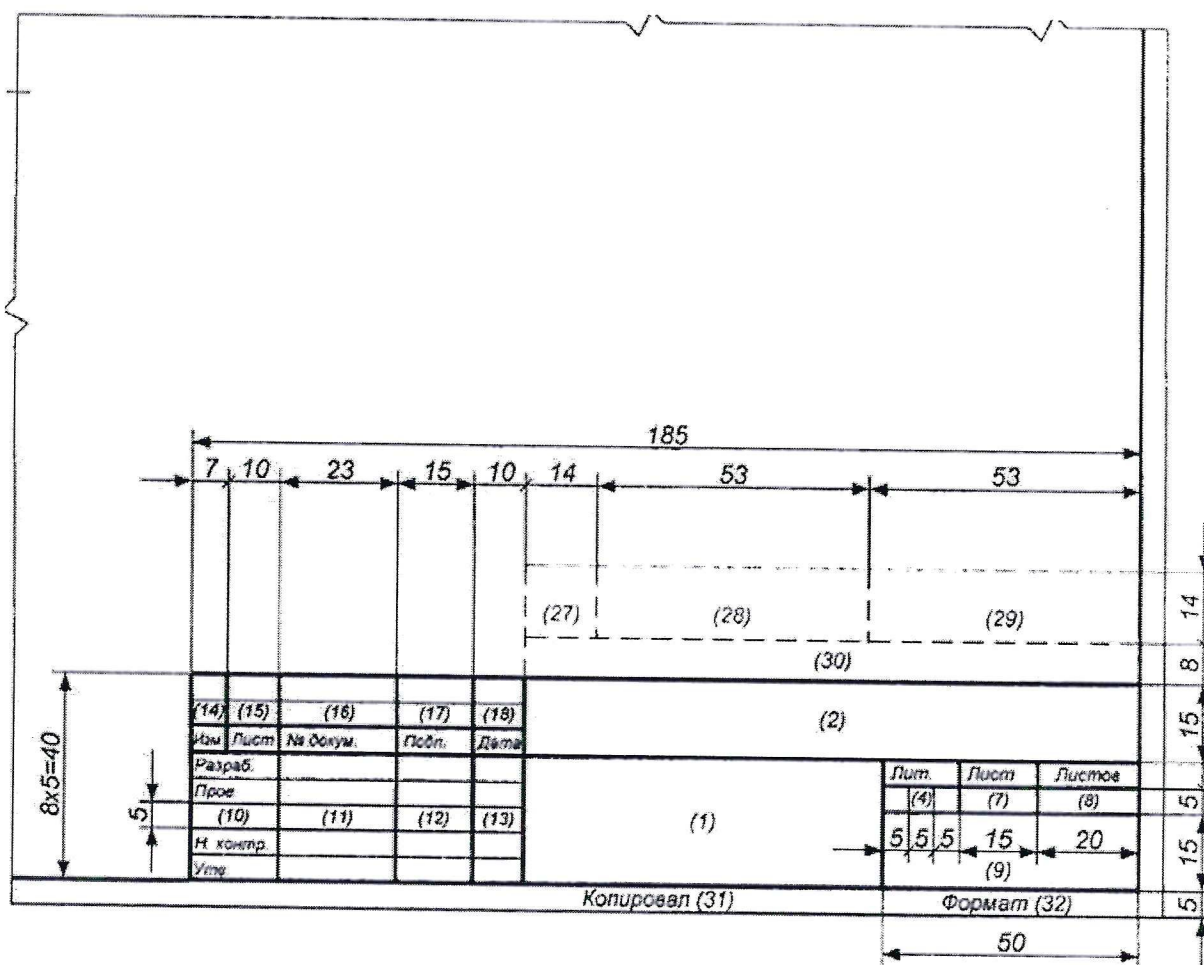 185
7 10 23 15 10 14 53 53
(27) (28) (29) 14
(30) 8
(14) (15) (16) (17) (18) (2) 15
Изм Лист № докум. Подп. Дата
Разраб. Лит. Лист Листов
Пров (4) (7) (8) 5
8х5=40 5 (10) (11) (12) (13) (1) 5 5 5 15 20 15
Н. контр. (9)
Утв
Копировал (31) Формат (32) 5
50